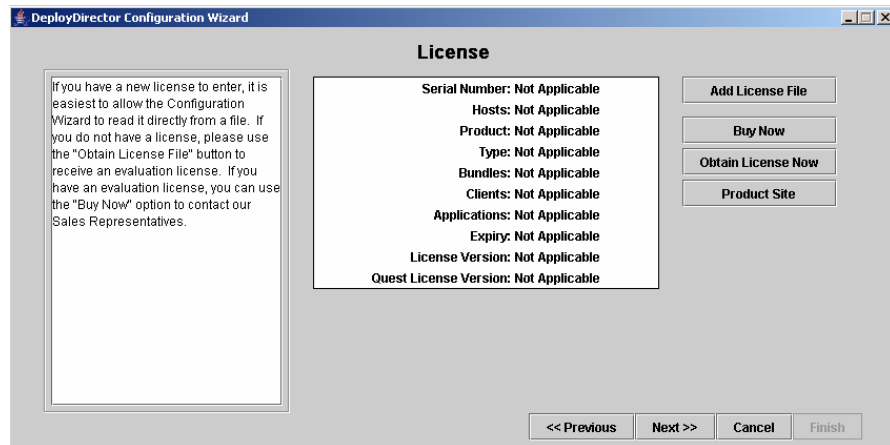 DeployDirector Configuration Wizard
License
If you have a new license to enter, it is
easiest to allow the Configuration
Wizard to read it directly from a file. If
you do not have a license, please use
the "Obtain License File" button to
receive an evaluation license. If you
have an evaluation license, you can use
the "Buy Now" option to contact our
Sales Representatives.
Serial Number: Not Applicable
Hosts: Not Applicable
Product: Not Applicable
Type: Not Applicable
Bundles: Not Applicable
Clients: Not Applicable
Applications: Not Applicable
Expiry: Not Applicable
License Version: Not Applicable
Quest License Version: Not Applicable
Add License File
Buy Now
Obtain License Now
Product Site
<< Previous
Next >>
Cancel
Finish